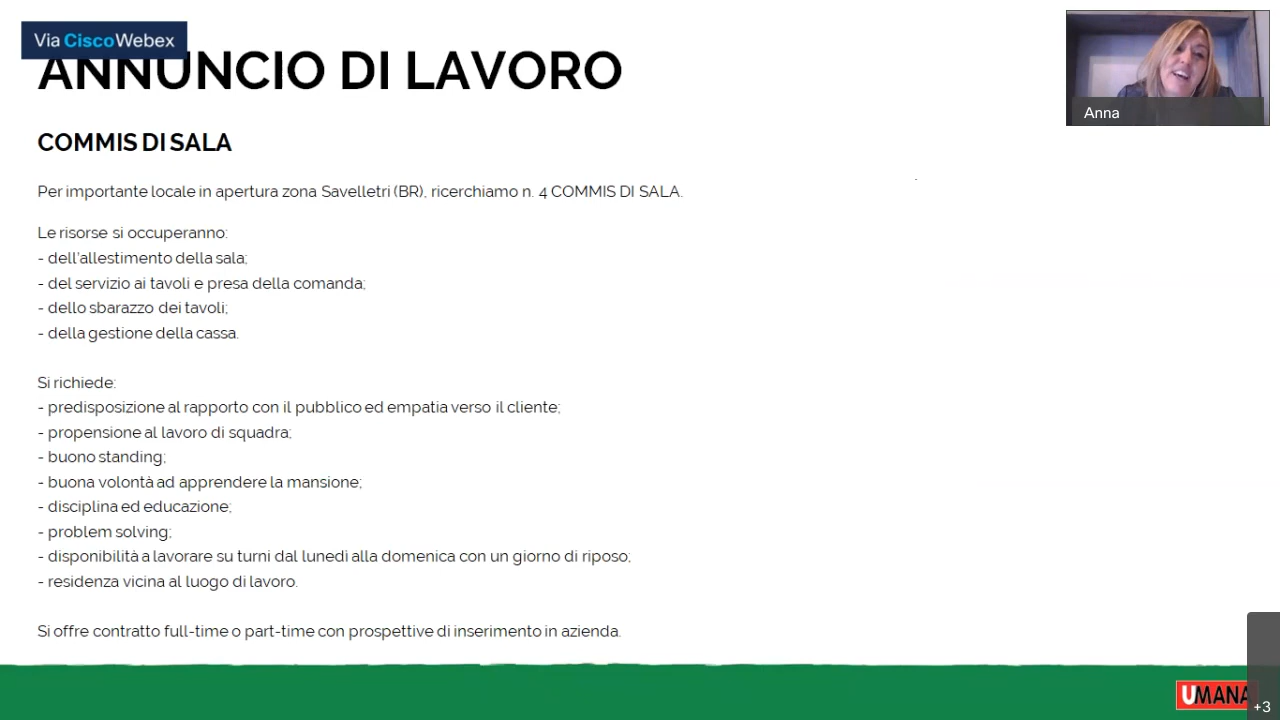 Via CiscoWebex
ANNUNCIO DI LAVORO
Anna
COMMIS DI SALA
Per importante locale in apertura zona Savelletri (BR), ricerchiamo n. 4 COMMIS DI SALA.
Le risorse si occuperanno:
- dell'allestimento della sala;
- del servizio ai tavoli e presa della comanda;
- dello sbarazzo dei tavoli;
- della gestione della cassa.
Si richiede:
- predisposizione al rapporto con il pubblico ed empatia verso il cliente;
- propensione al lavoro di squadra;
- buono standing;
- buona volontà ad apprendere la mansione;
- disciplina ed educazione;
- problem solving;
- disponibilità a lavorare su turni dal lunedì alla domenica con un giorno di riposo;
- residenza vicina al luogo di lavoro.
Si offre contratto full-time o part-time con prospettive di inserimento in azienda.
UMANA
+3